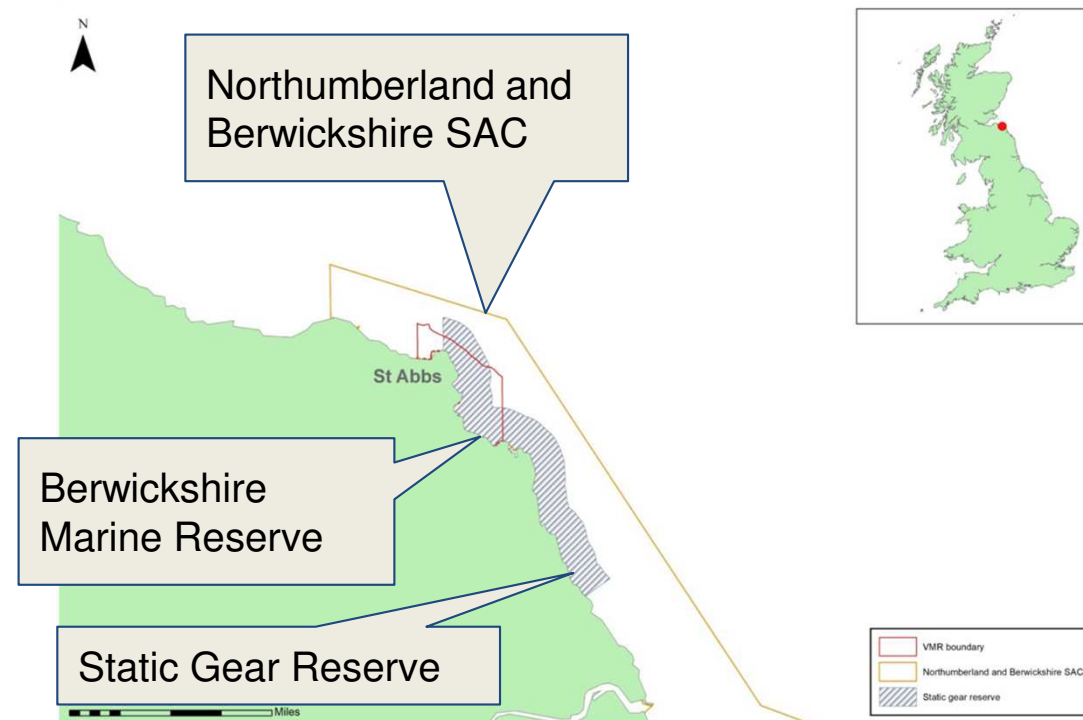 N
Northumberland and
Berwickshire SAC
St Abbs
Berwickshire
Marine Reserve
Static Gear Reserve
Miles
VMR boundary
Northumberland and Berwickshire SAC
Static gear reserve